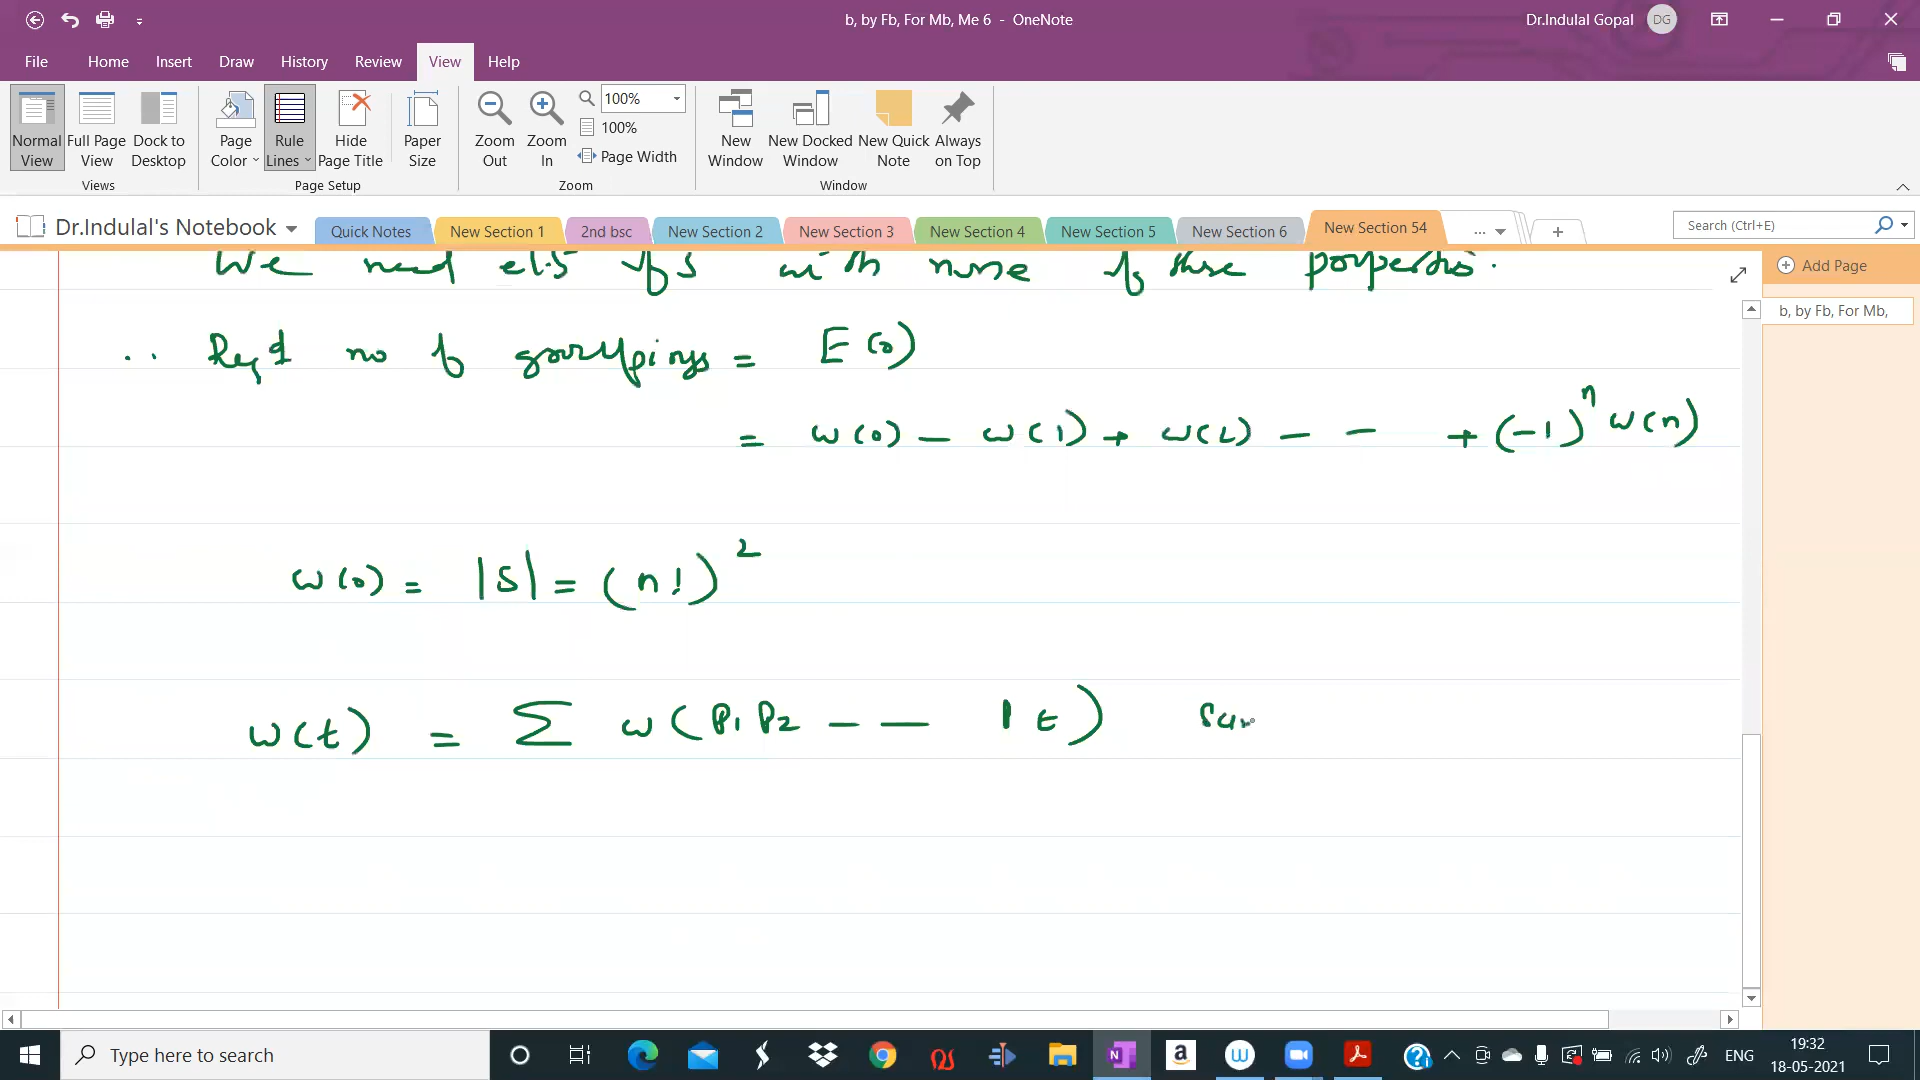 b, by Fb, For Mb, Me 6 - OneNote
Dr.Indulal Gopal DG
File Home Insert Draw History Review View Help
100%
100%
Page Width
Normal View Full Page View Dock to Desktop Page Color Rule Lines Hide Page Title Paper Size Zoom Out Zoom In New Window New Docked Window New Quick Note Always on Top
Views Page Setup Zoom Window
Dr.Indulal's Notebook Quick Notes New Section 1 2nd bsc New Section 2 New Section 3 New Section 4 New Section 5 New Section 6 New Section 54 ... Search (Ctrl+E)
Add Page
b, by Fb, For Mb,
We need elts of S with none of these
∴ Reqd no of = E(0)
= w(0) - w(1) + w(2) - - + (-1)^n w(n)
w(0) = |S| = (n!)^2
w(t) = ∑ w(P1 P2 - - Pt)
Type here to search
ENG
19:32
18-05-2021